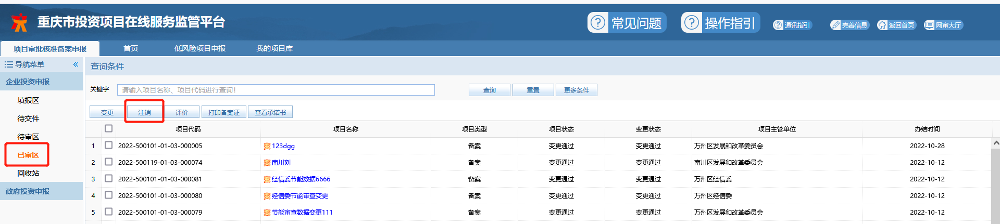 重庆市投资项目在线服务监管平台
常见问题 操作指引 通讯指引 完善信息 返回首页 网审大厅
项目审批核准备案申报 首页 低风险项目申报 我的项目库
导航菜单
企业投资申报
填报区
待交件
待审区
已审区
回收站
政府投资申报
查询条件
关键字 请输入项目名称、项目代码进行查询! 查询 重置 更多条件
变更 注销 评价 打印备案证 查看承诺书
项目代码 项目名称 项目类型 项目状态 变更状态 项目主管单位 办结时间
1 2022-500101-01-03-000005 变 123dgg 备案 变更通过 变更通过 万州区发展和改革委员会 2022-10-28
2 2022-500119-01-03-000074 变 南川刘 备案 变更通过 变更通过 南川区发展和改革委员会 2022-10-12
3 2022-500101-01-03-000081 变 经信委节能数据6666 备案 变更通过 变更通过 万州区经信委 2022-10-12
4 2022-500101-01-03-000080 变 经信委节能审查变更 备案 变更通过 变更通过 万州区经信委 2022-10-12
5 2022-500101-01-03-000079 变 节能审查数据变更111 备案 变更通过 变更通过 万州区发展和改革委员会 2022-10-12